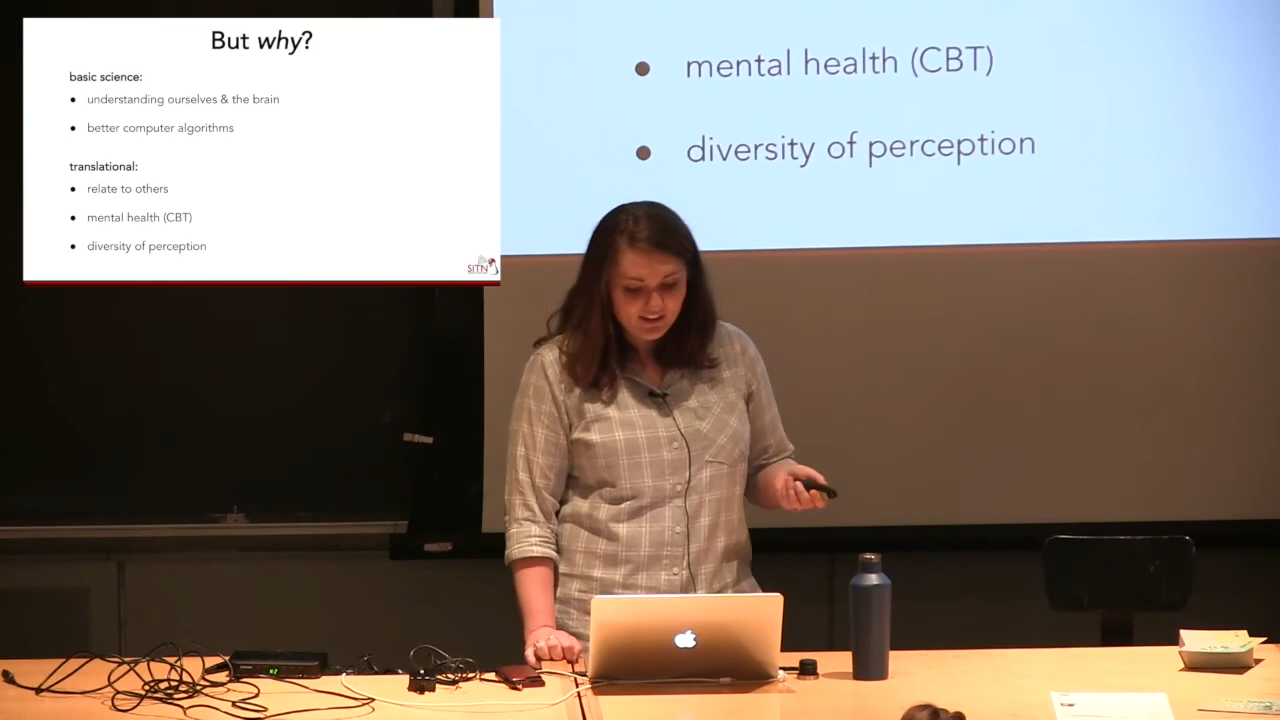 But why?
basic science:
• understanding ourselves & the brain
• better computer algorithms
translational:
• relate to others
• mental health (CBT)
• diversity of perception
SITN
• mental health (CBT)
• diversity of perception